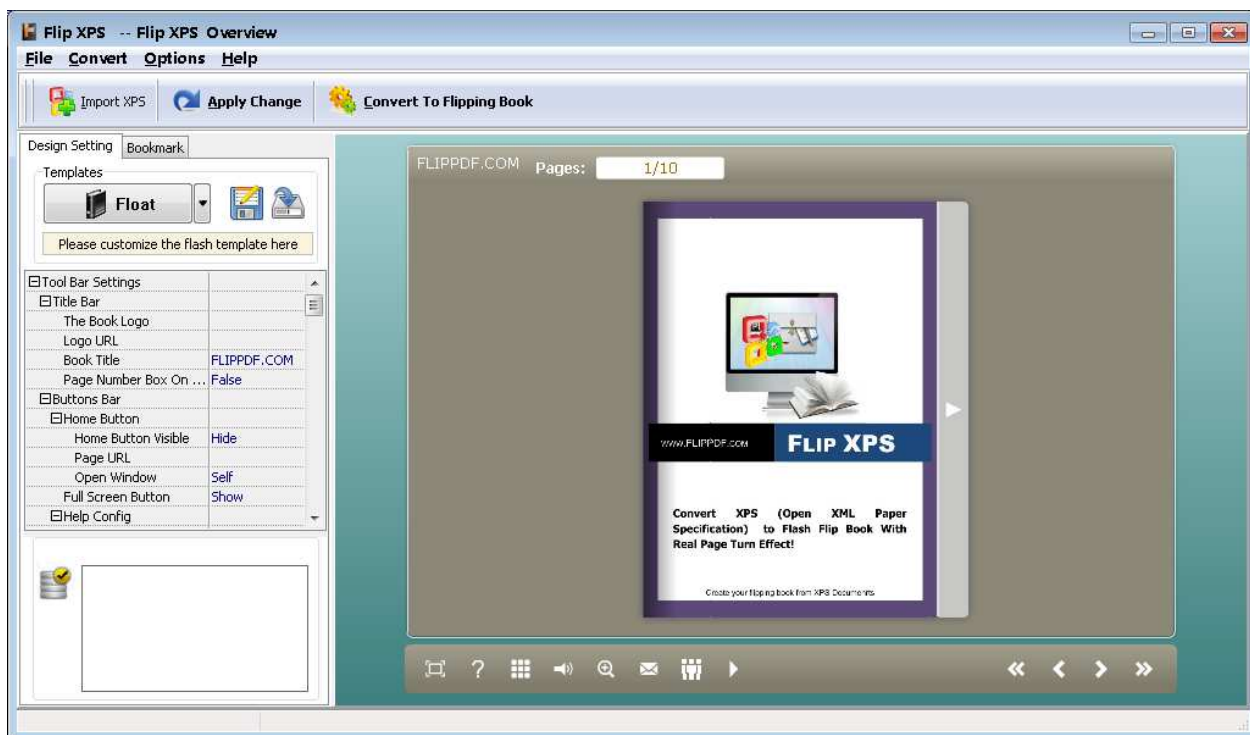 Flip XPS -- Flip XPS Overview
File Convert Options Help
Import XPS Apply Change Convert To Flipping Book
Design Setting Bookmark
Templates
Float
Please customize the flash template here
Tool Bar Settings
Title Bar
The Book Logo
Logo URL
Book Title FLIPPDF.COM
Page Number Box On ... False
Buttons Bar
Home Button
Home Button Visible Hide
Page URL
Open Window Self
Full Screen Button Show
Help Config
FLIPPDF.COM Pages: 1/10
www.FLIPPDF.com FLIP XPS
Convert XPS (Open XML Paper
Specification) to Flash Flip Book With
Real Page Turn Effect!
Create your flipping book from XPS Documents